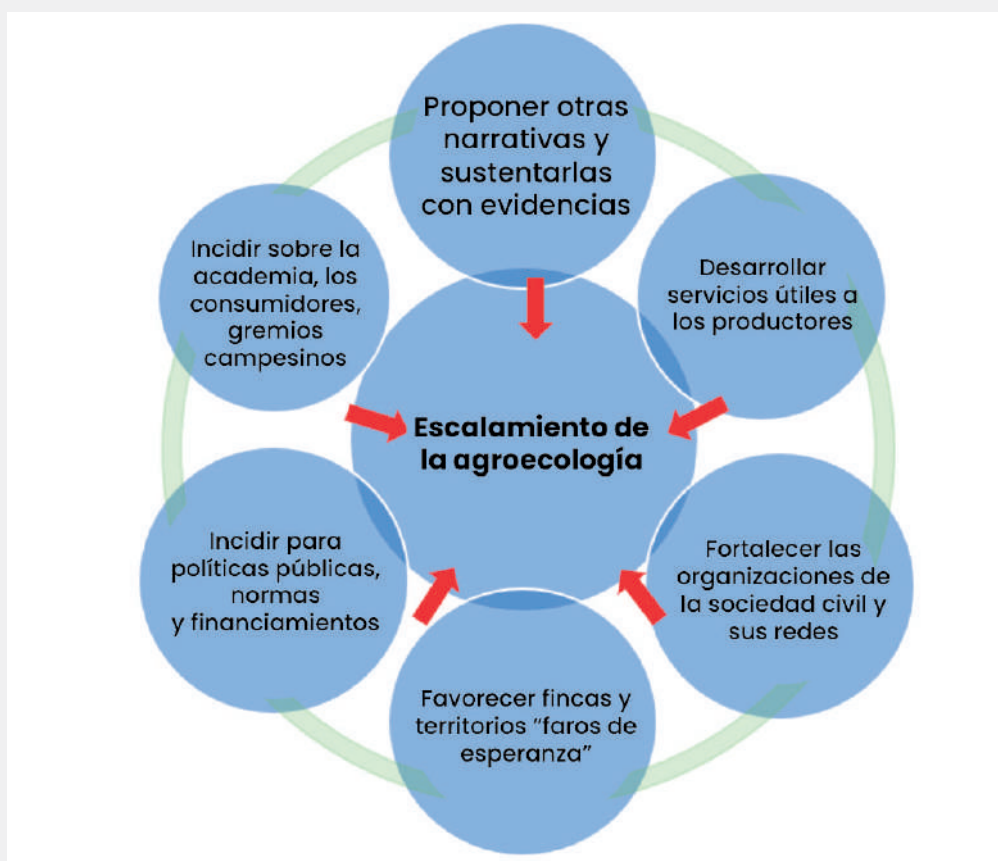 Proponer otras
narrativas y
sustentarlas
con evidencias
Desarrollar
servicios útiles a
los productores
Fortalecer las
organizaciones de
la sociedad civil y
sus redes
Favorecer fincas y
territorios “faros de
esperanza”
Incidir para
políticas públicas,
normas
y financiamientos
Incidir sobre la
academia, los
consumidores,
gremios
campesinos
Escalamiento de
la agroecología